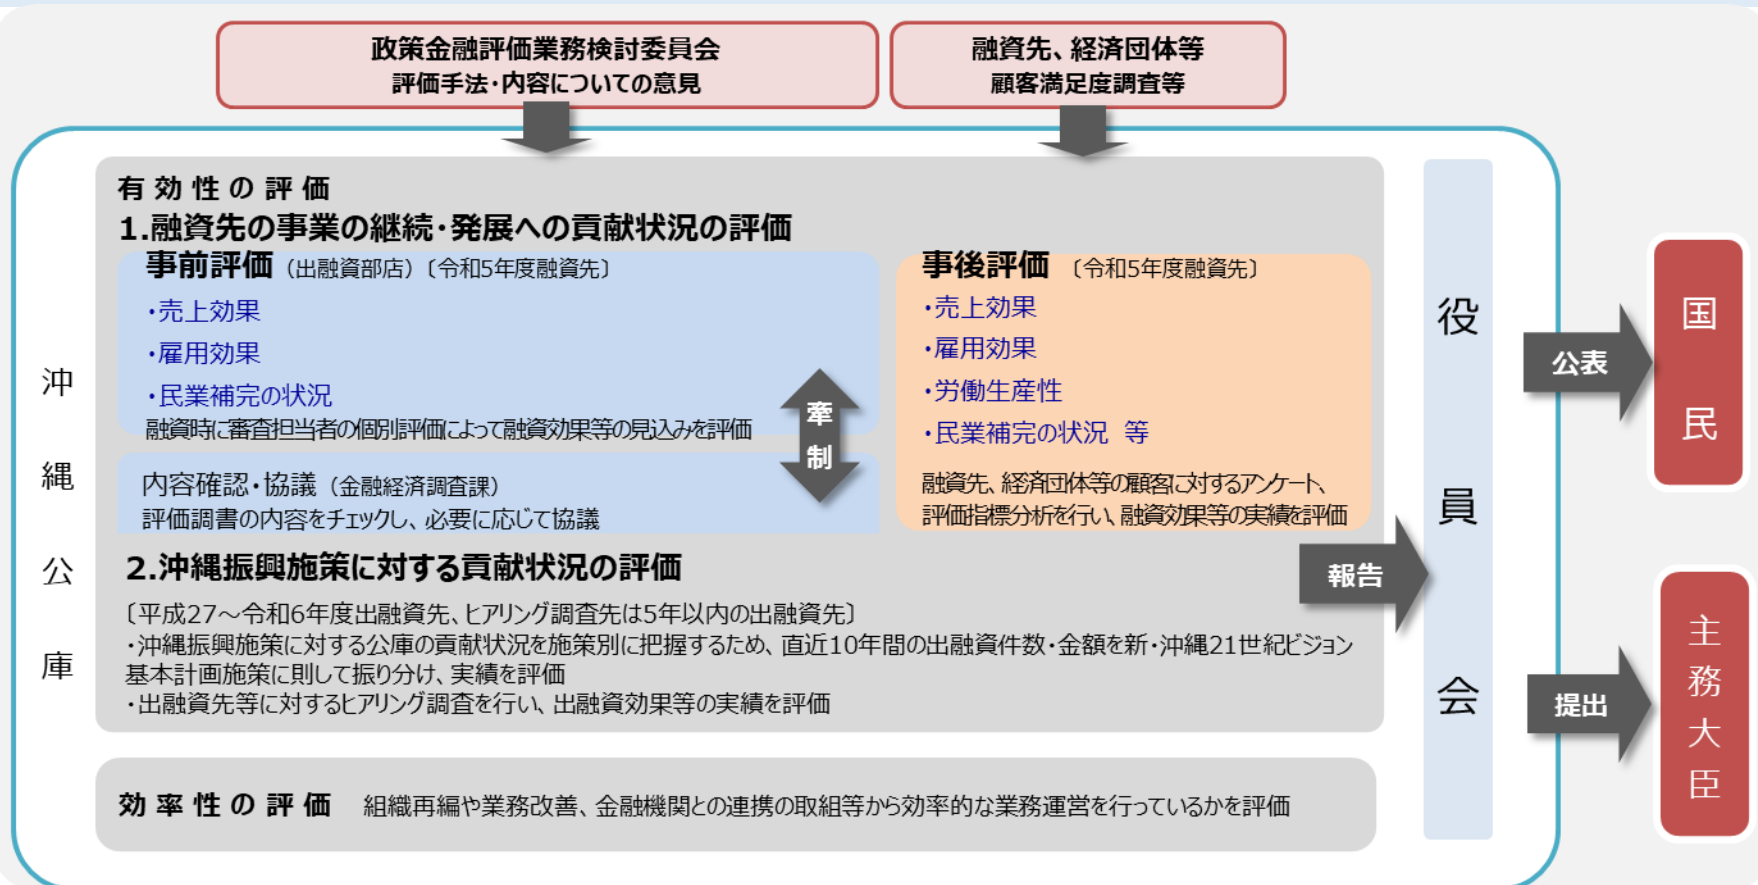 政策金融評価業務検討委員会
評価手法・内容についての意見
融資先、経済団体等
顧客満足度調査等
沖縄公庫
有効性の評価
1.融資先の事業の継続・発展への貢献状況の評価
事前評価（出融資部店）〔令和5年度融資先〕
・売上効果
・雇用効果
・民業補完の状況
融資時に審査担当者の個別評価によって融資効果等の見込みを評価
牽制
内容確認・協議（金融経済調査課）
評価調書の内容をチェックし、必要に応じて協議
事後評価 〔令和5年度融資先〕
・売上効果
・雇用効果
・労働生産性
・民業補完の状況 等
融資先、経済団体等の顧客に対するアンケート、
評価指標分析を行い、融資効果等の実績を評価
2.沖縄振興施策に対する貢献状況の評価
〔平成27～令和6年度出融資先、ヒアリング調査先は5年以内の出融資先〕
・沖縄振興施策に対する公庫の貢献状況を施策別に把握するため、直近10年間の出融資件数・金額を新・沖縄21世紀ビジョン
基本計画施策に則して振り分け、実績を評価
・出融資先等に対するヒアリング調査を行い、出融資効果等の実績を評価
効率性の評価 組織再編や業務改善、金融機関との連携の取組等から効率的な業務運営を行っているかを評価
報告
役員会
公表
国民
提出
主務大臣